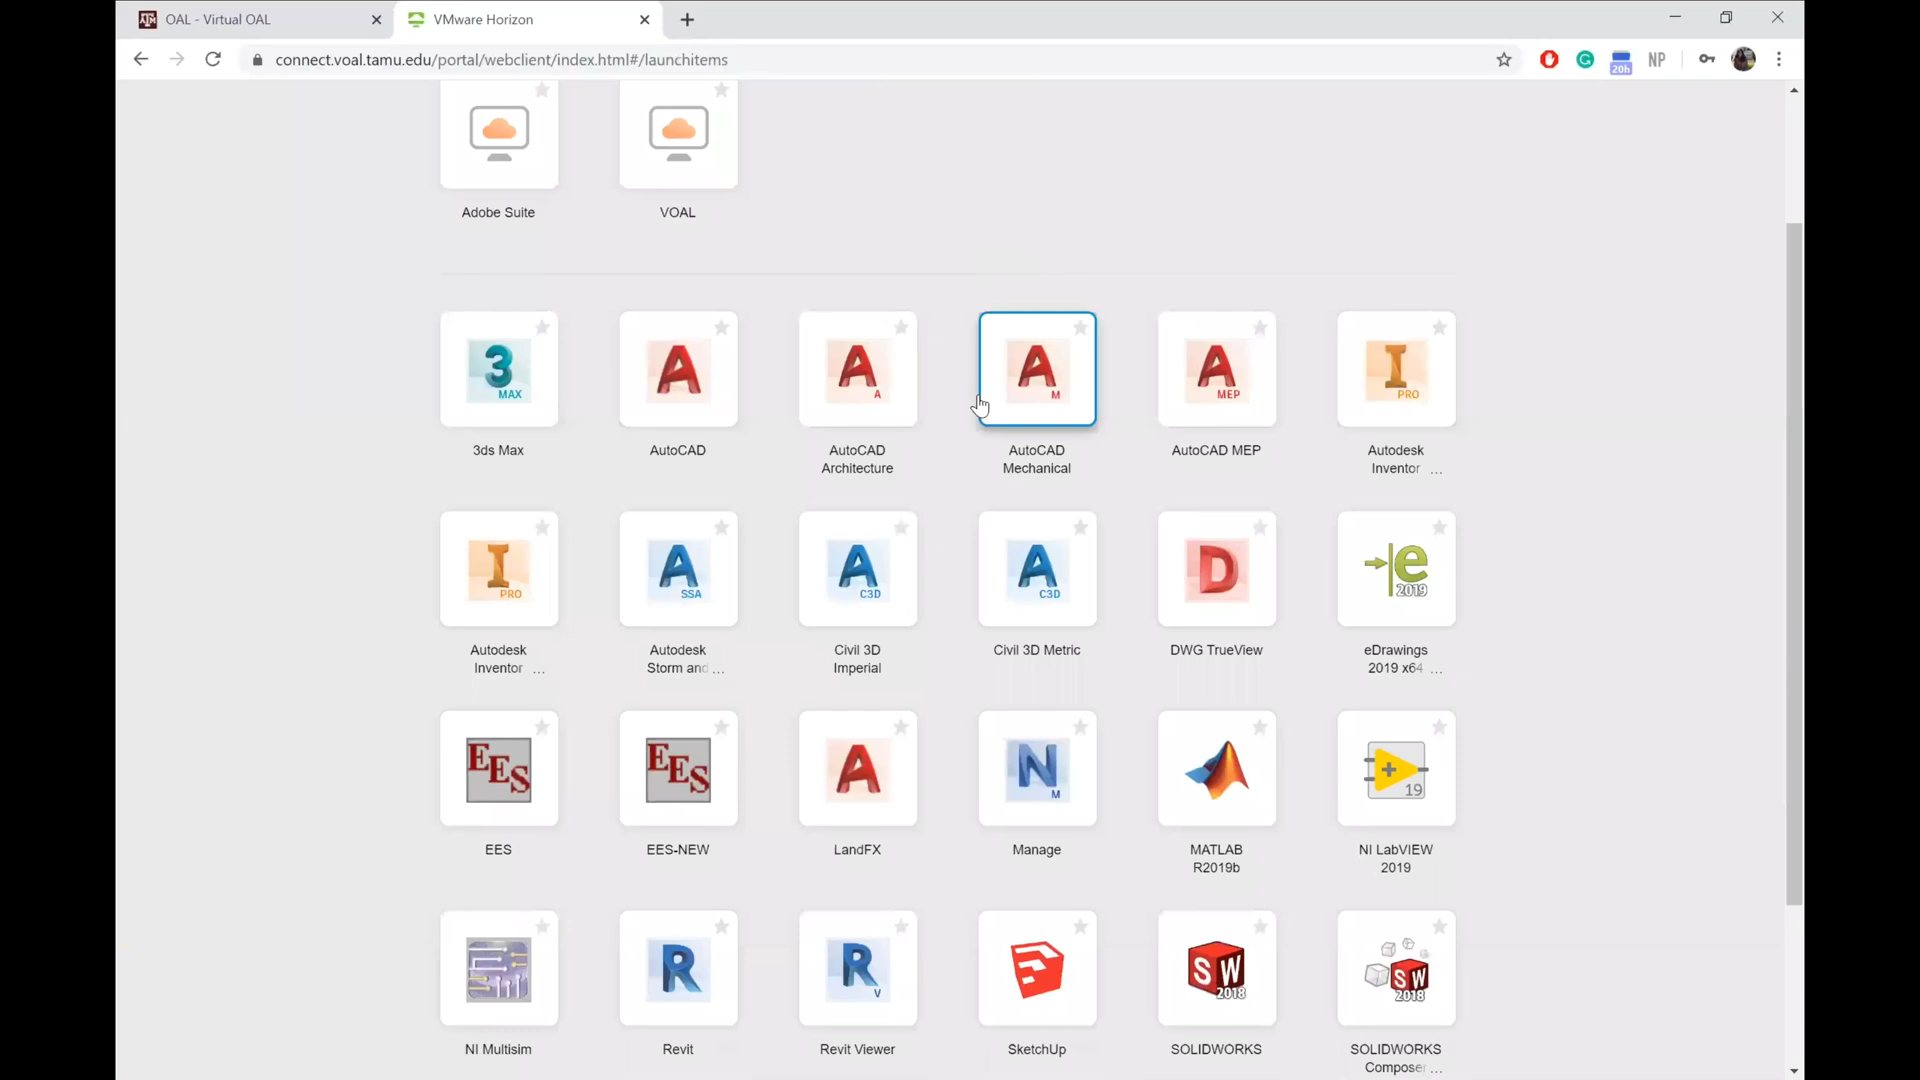 OAL - Virtual OAL
VMware Horizon
connect.voal.tamu.edu/portal/webclient/index.html#/launchitems
20h
NP
Adobe Suite
VOAL
3
MAX
A
A
A
A
M
A
MEP
I
PRO
3ds Max
AutoCAD
AutoCAD
Architecture
AutoCAD
Mechanical
AutoCAD MEP
Autodesk
Inventor ...
I
PRO
A
SSA
A
C3D
A
C3D
D
e
2019
Autodesk
Inventor ...
Autodesk
Storm and ...
Civil 3D
Imperial
Civil 3D Metric
DWG TrueView
eDrawings
2019 x64 ...
EES
EES
A
N
M
19
EES
EES-NEW
LandFX
Manage
MATLAB
R2019b
NI LabVIEW
2019
R
R
V
SW
2018
SW
2018
NI Multisim
Revit
Revit Viewer
SketchUp
SOLIDWORKS
SOLIDWORKS
Composer ...